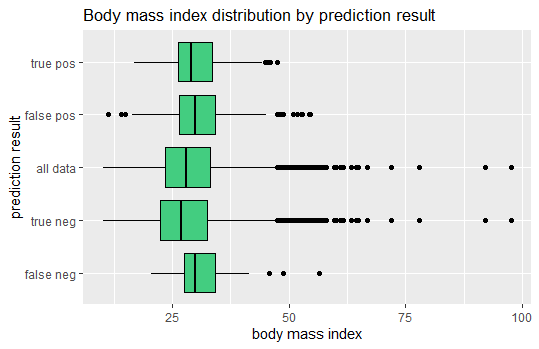 Body mass index distribution by prediction result
prediction result
true pos
false pos
all data
true neg
false neg
25
50
75
100
body mass index